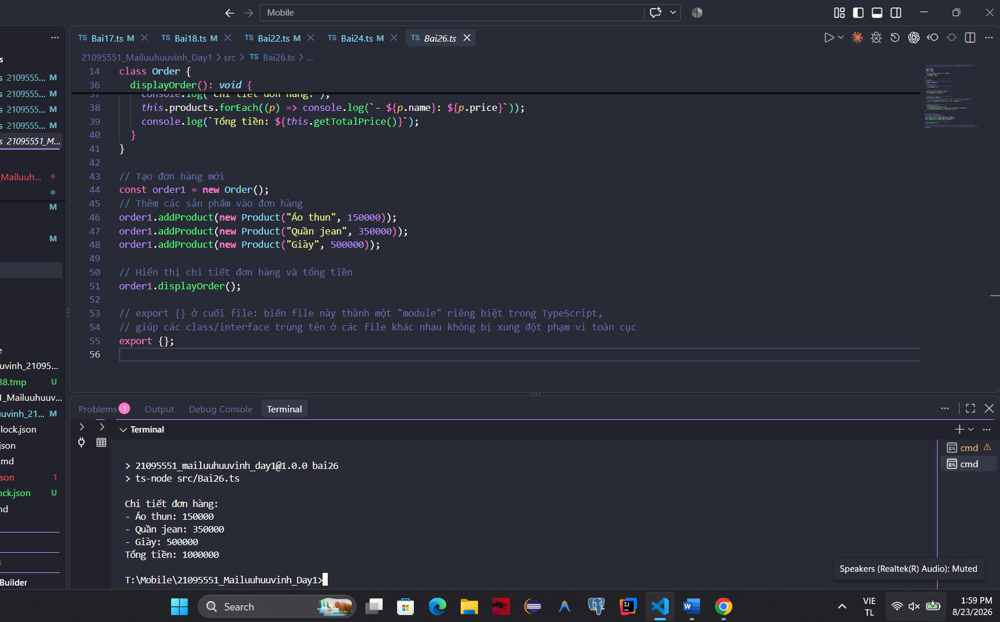 Mobile
TS Bai17.ts M TS Bai18.ts M TS Bai22.ts M TS Bai24.ts M TS Bai26.ts
21095551_Mailuuhuuvinh_Day1 > src > TS Bai26.ts > ...
s
s 2109555... M
s 2109555... M
s 2109555... M
s 2109555... M
s 21095551_M...
_Mailuuh...
M
M
e
uvinh_21095...
38.tmp U
1_Mailuuhuuv...
uvinh_21... M
lock.json
json
.md
son 1
ock.json U
nd
s
Builder
14 class Order {
36 displayOrder(): void {
37 console.log("Chi tiết đơn hàng:");
38 this.products.forEach((p) => console.log(`- ${p.name}: ${p.price}`));
39 console.log(`Tổng tiền: ${this.getTotalPrice()}`);
40 }
41 }
42
43 // Tạo đơn hàng mới
44 const order1 = new Order();
45 // Thêm các sản phẩm vào đơn hàng
46 order1.addProduct(new Product("Áo thun", 150000));
47 order1.addProduct(new Product("Quần jean", 350000));
48 order1.addProduct(new Product("Giày", 500000));
49
50 // Hiển thị chi tiết đơn hàng và tổng tiền
51 order1.displayOrder();
52
53 // export {} ở cuối file: biến file này thành một "module" riêng biệt trong TypeScript,
54 // giúp các class/interface trùng tên ở các file khác nhau không bị xung đột phạm vi toàn cục
55 export {};
56
Problems 1 Output Debug Console Terminal
Terminal
cmd
cmd
> 21095551_mailuuhuuvinh_day1@1.0.0 bai26
> ts-node src/Bai26.ts
Chi tiết đơn hàng:
- Áo thun: 150000
- Quần jean: 350000
- Giày: 500000
Tổng tiền: 1000000
T:\Mobile\21095551_Mailuuhuuvinh_Day1>
Speakers (Realtek(R) Audio): Muted
Search
VIE
TL
1:59 PM
8/23/2026